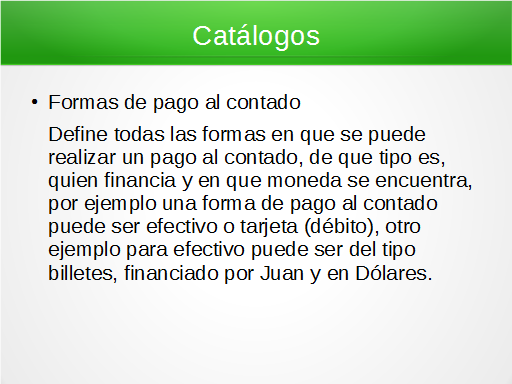 Catálogos
• Formas de pago al contado
Define todas las formas en que se puede
realizar un pago al contado, de que tipo es,
quien financia y en que moneda se encuentra,
por ejemplo una forma de pago al contado
puede ser efectivo o tarjeta (débito), otro
ejemplo para efectivo puede ser del tipo
billetes, financiado por Juan y en Dólares.